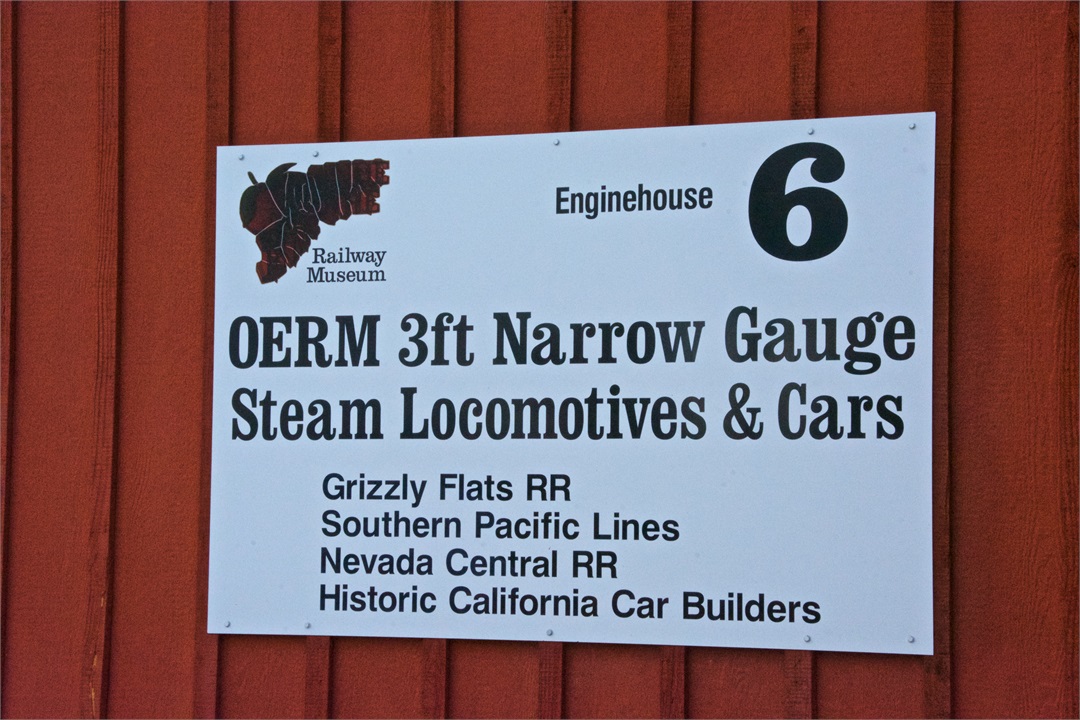 Railway
Museum
Enginehouse 6
OERM 3ft Narrow Gauge
Steam Locomotives & Cars
Grizzly Flats RR
Southern Pacific Lines
Nevada Central RR
Historic California Car Builders